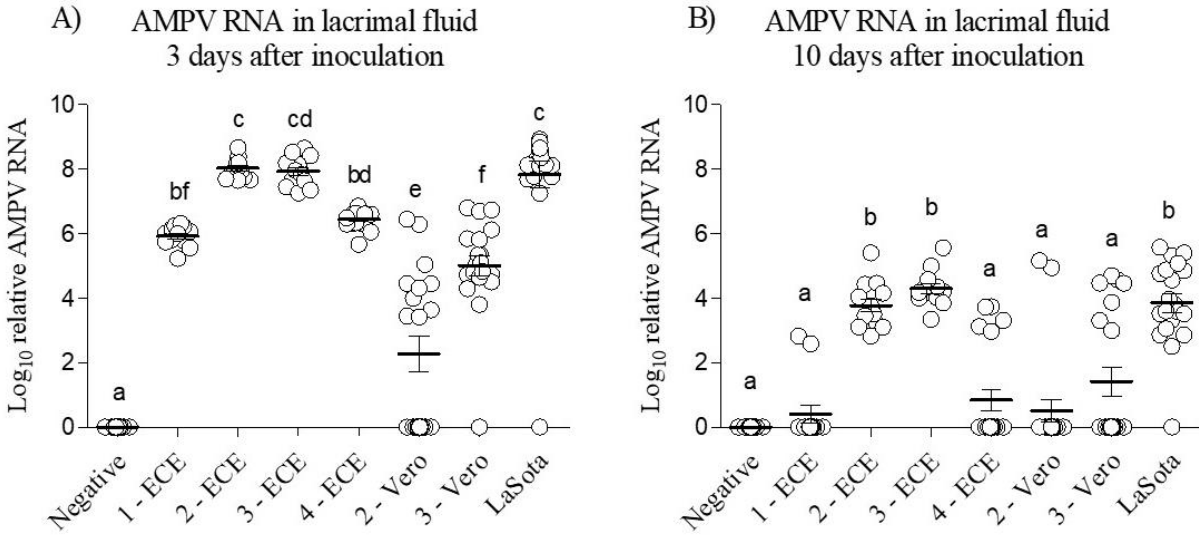 A)
AMPV RNA in lacrimal fluid
3 days after inoculation
Log10 relative AMPV RNA
10
8
6
4
2
0
a
bf
c
cd
bd
e
f
c
Negative
1 - ECE
2 - ECE
3 - ECE
4 - ECE
2 - Vero
3 - Vero
LaSota
B)
AMPV RNA in lacrimal fluid
10 days after inoculation
Log10 relative AMPV RNA
10
8
6
4
2
0
a
a
b
b
a
a
a
b
Negative
1 - ECE
2 - ECE
3 - ECE
4 - ECE
2 - Vero
3 - Vero
LaSota